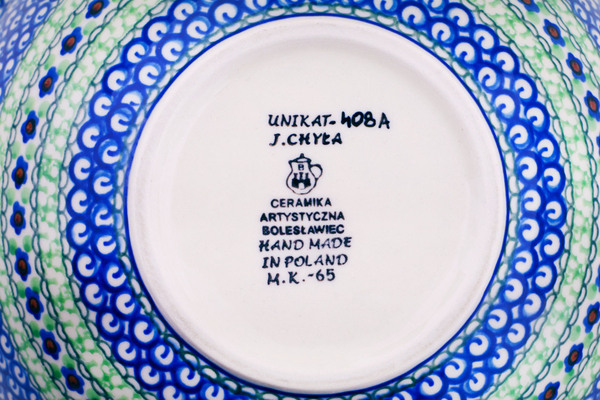 UNIKAT-408A
J.CHYŁA
B
CERAMIKA
ARTYSTYCZNA
BOLESŁAWIEC
HAND MADE
IN POLAND
M.K.-65